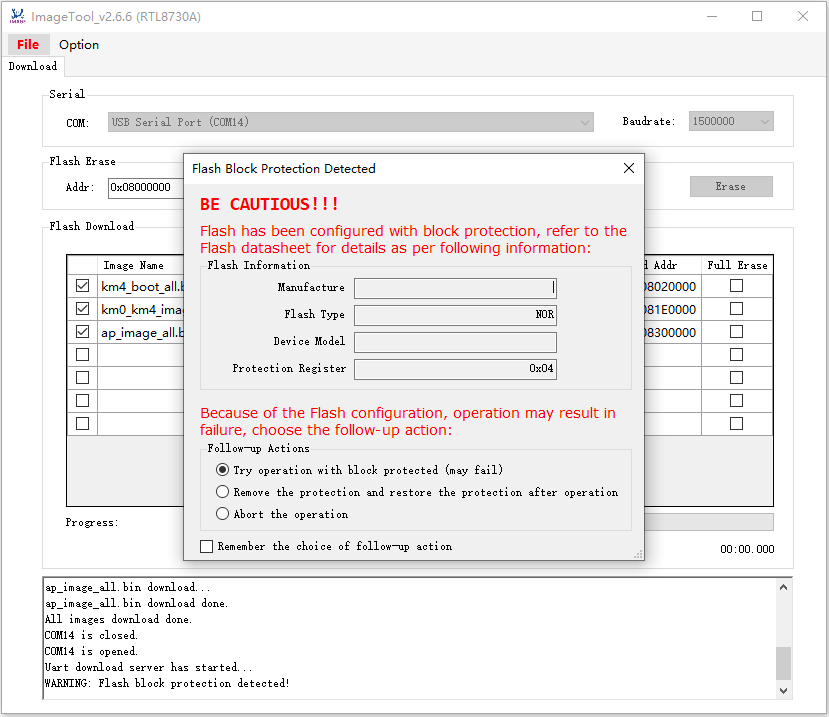 ImageTool_v2.6.6 (RTL8730A)
File Option
Download
Serial
COM: USB Serial Port (COM14) Baudrate: 1500000
Flash Erase
Addr: 0x08000000 Erase
Flash Download
Image Name Addr Full Erase
km4_boot_all. 08020000
km0_km4_ima 081E0000
ap_image_all. 08300000
Progress:
00:00.000
Flash Block Protection Detected
BE CAUTIOUS!!!
Flash has been configured with block protection, refer to the
Flash datasheet for details as per following information:
Flash Information
Manufacture
Flash Type NOR
Device Model
Protection Register 0x04
Because of the Flash configuration, operation may result in
failure, choose the follow-up action:
Follow-up Actions
Try operation with block protected (may fail)
Remove the protection and restore the protection after operation
Abort the operation
Remember the choice of follow-up action
ap_image_all.bin download...
ap_image_all.bin download done.
All images download done.
COM14 is closed.
COM14 is opened.
Uart download server has started...
WARNING: Flash block protection detected!